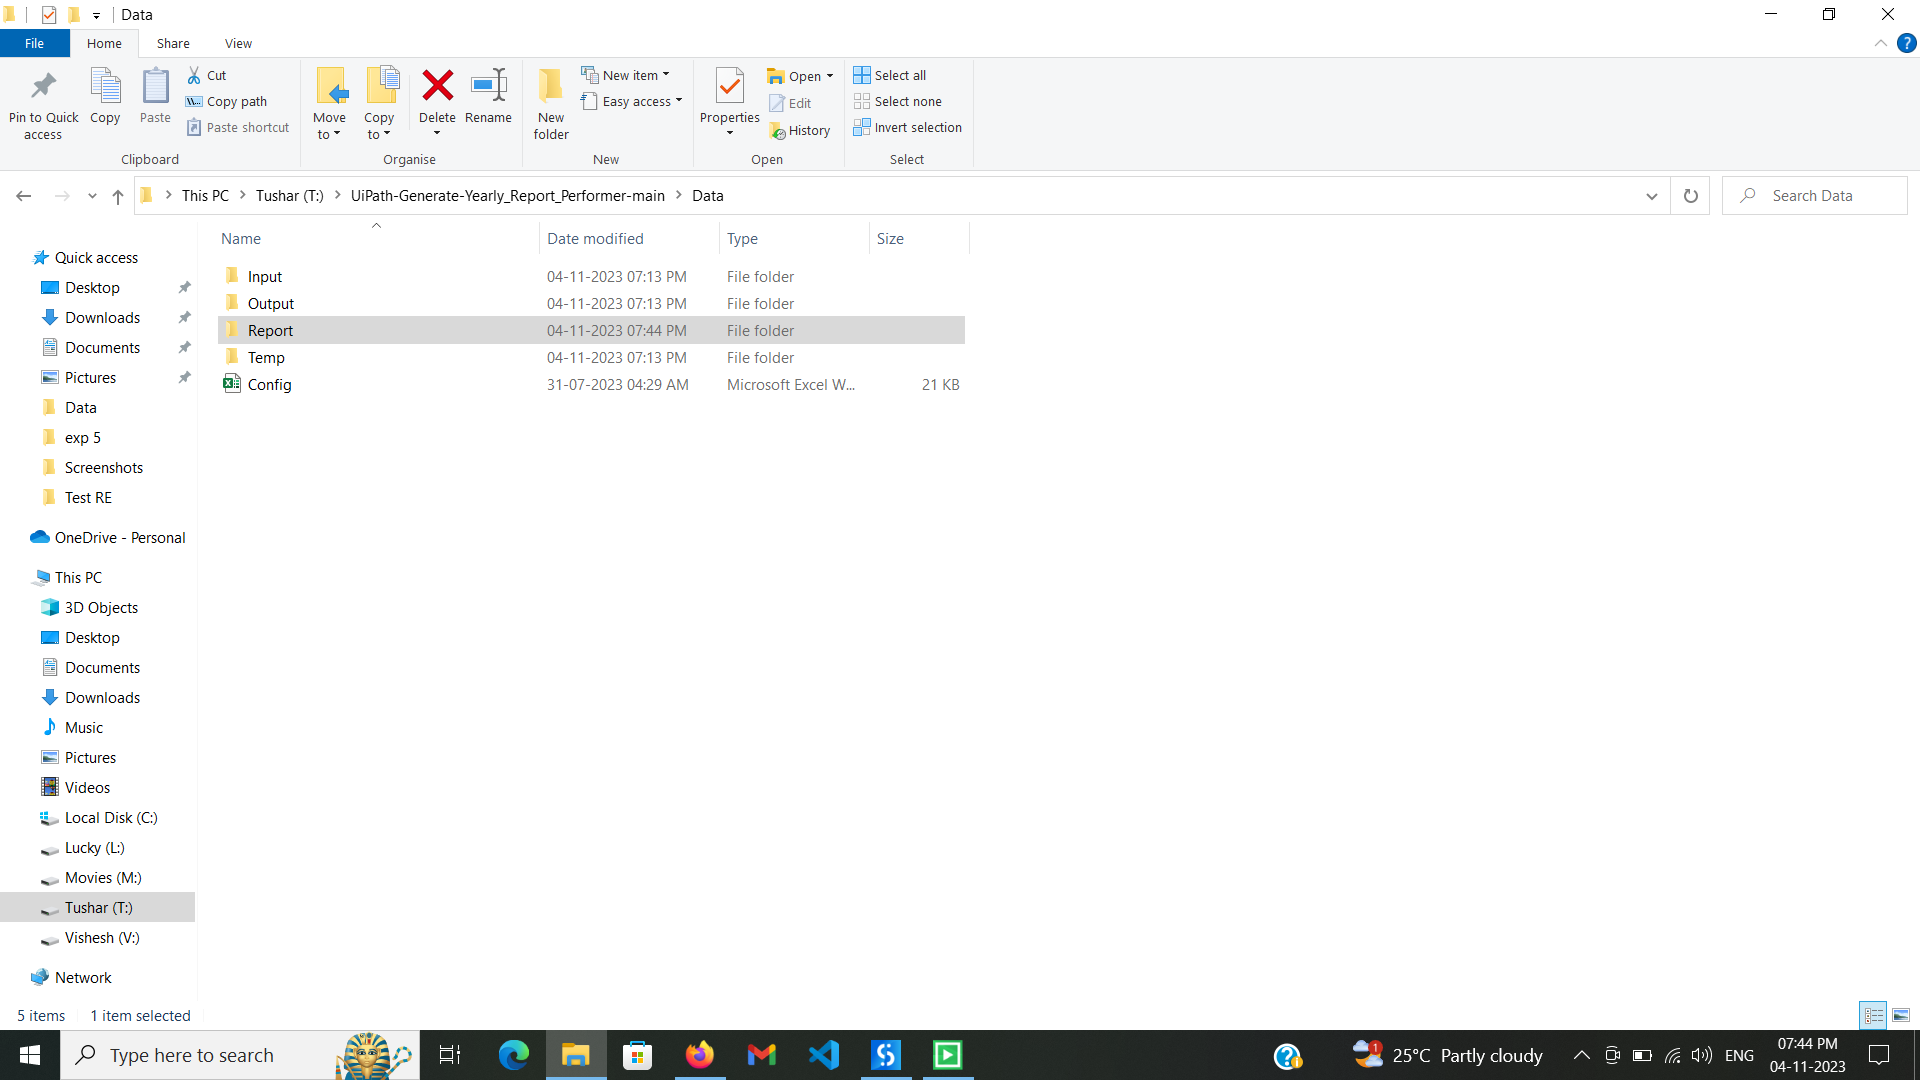 Data
File Home Share View
Pin to Quick access
Copy
Paste
Cut
Copy path
Paste shortcut
Clipboard
Move to
Copy to
Delete
Rename
Organise
New folder
New item
Easy access
New
Properties
Open
Edit
History
Open
Select all
Select none
Invert selection
Select
This PC > Tushar (T:) > UiPath-Generate-Yearly_Report_Performer-main > Data
Search Data
Name Date modified Type Size
Input 04-11-2023 07:13 PM File folder
Output 04-11-2023 07:13 PM File folder
Report 04-11-2023 07:44 PM File folder
Temp 04-11-2023 07:13 PM File folder
Config 31-07-2023 04:29 AM Microsoft Excel W... 21 KB
Quick access
Desktop
Downloads
Documents
Pictures
Data
exp 5
Screenshots
Test RE
OneDrive - Personal
This PC
3D Objects
Desktop
Documents
Downloads
Music
Pictures
Videos
Local Disk (C:)
Lucky (L:)
Movies (M:)
Tushar (T:)
Vishesh (V:)
Network
5 items 1 item selected
Type here to search
1
25°C Partly cloudy
ENG
07:44 PM
04-11-2023